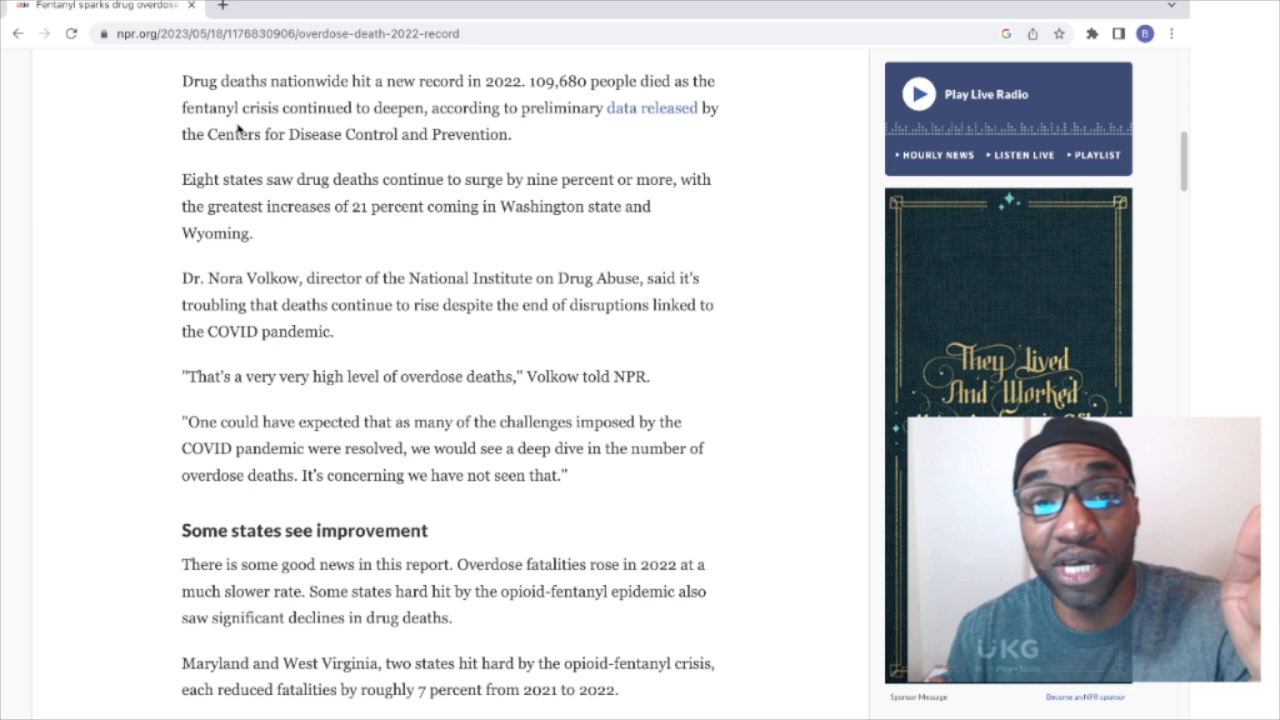 Fentanyl sparks drug overdose
npr.org/2023/05/18/1176830906/overdose-death-2022-record
G
B
Drug deaths nationwide hit a new record in 2022. 109,680 people died as the
fentanyl crisis continued to deepen, according to preliminary data released by
the Centers for Disease Control and Prevention.
Eight states saw drug deaths continue to surge by nine percent or more, with
the greatest increases of 21 percent coming in Washington state and
Wyoming.
Dr. Nora Volkow, director of the National Institute on Drug Abuse, said it's
troubling that deaths continue to rise despite the end of disruptions linked to
the COVID pandemic.
"That's a very very high level of overdose deaths," Volkow told NPR.
"One could have expected that as many of the challenges imposed by the
COVID pandemic were resolved, we would see a deep dive in the number of
overdose deaths. It's concerning we have not seen that."
Some states see improvement
There is some good news in this report. Overdose fatalities rose in 2022 at a
much slower rate. Some states hard hit by the opioid-fentanyl epidemic also
saw significant declines in drug deaths.
Maryland and West Virginia, two states hit hard by the opioid-fentanyl crisis,
each reduced fatalities by roughly 7 percent from 2021 to 2022.
Play Live Radio
HOURLY NEWS LISTEN LIVE PLAYLIST
They Lived
And Worked
UKG
Sponsor Message
Become an NPR sponsor